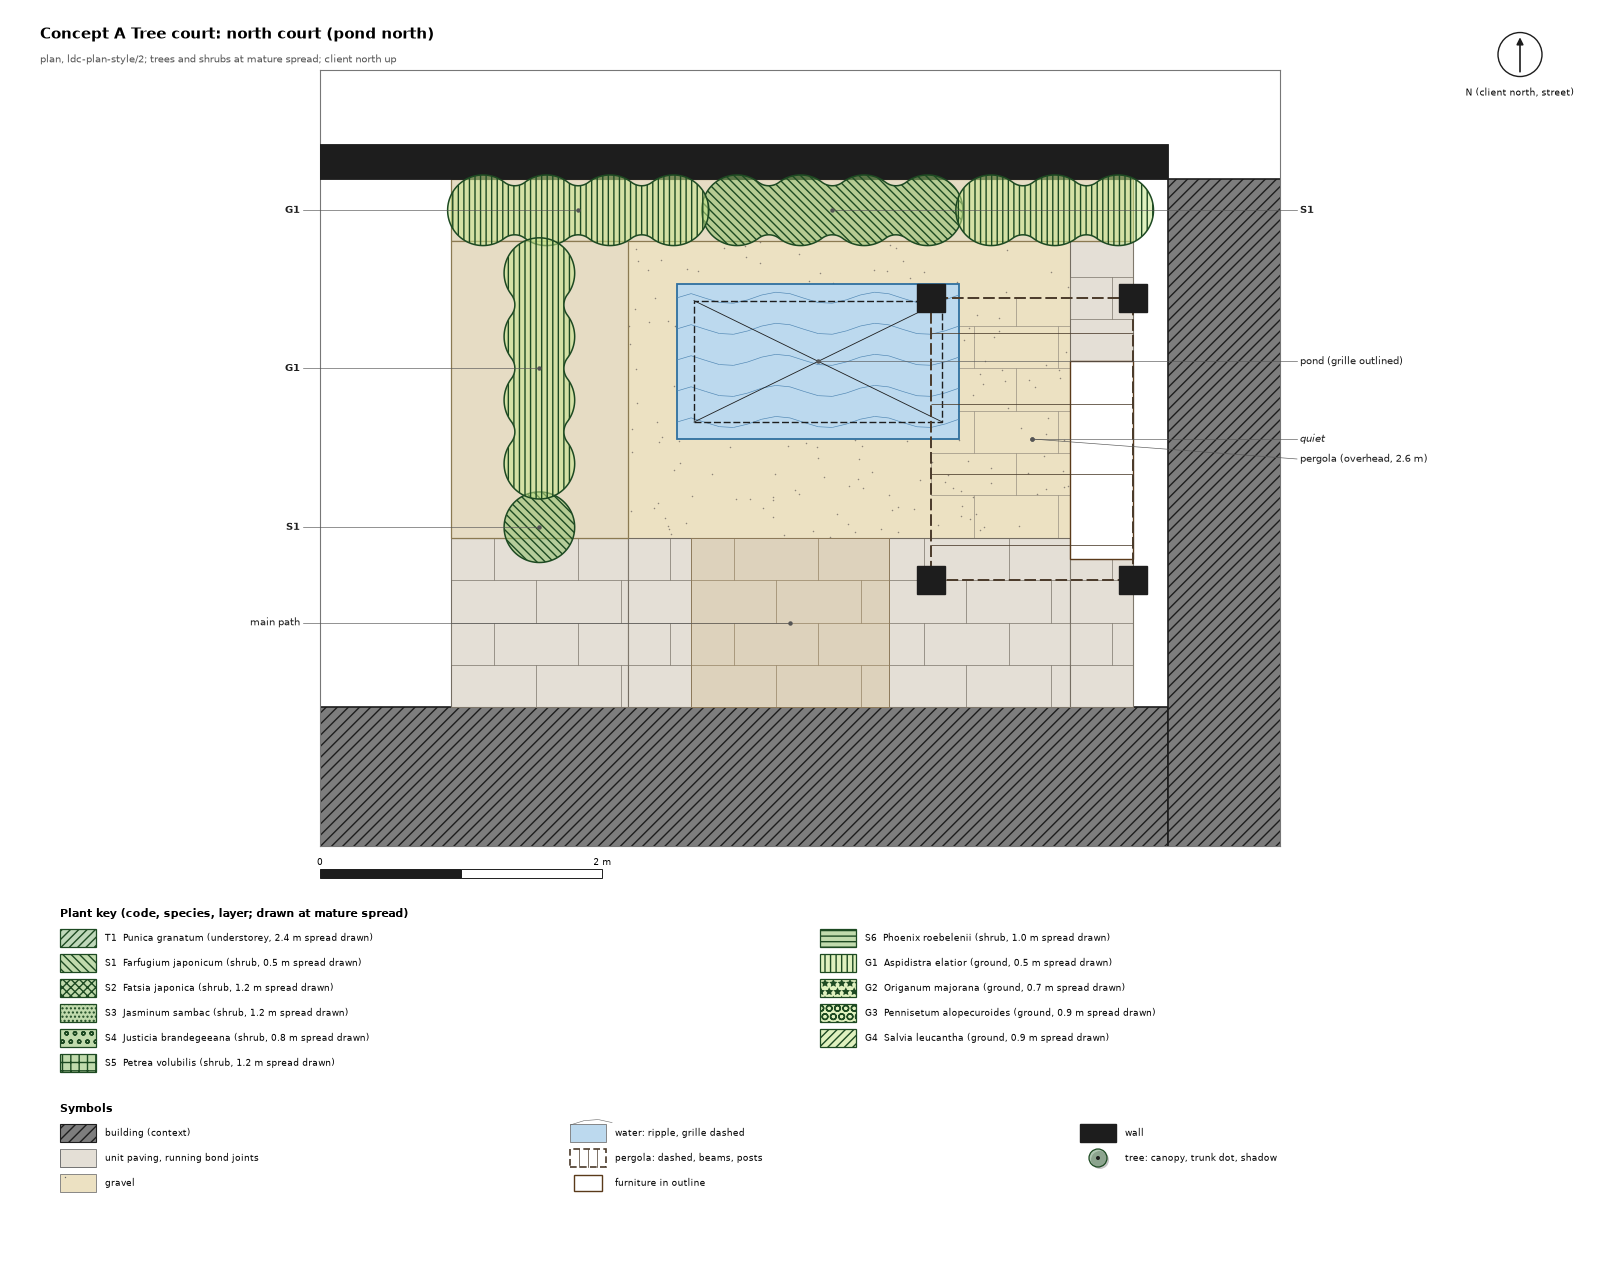 Concept A Tree court: north court (pond north)
plan, ldc-plan-style/2; trees and shrubs at mature spread; client north up
N (client north, street)
G1
S1
pond (grille outlined)
G1
quiet
pergola (overhead, 2.6 m)
S1
main path
0
2 m
Plant key (code, species, layer; drawn at mature spread)
T1 Punica granatum (understorey, 2.4 m spread drawn)
S1 Farfugium japonicum (shrub, 0.5 m spread drawn)
S2 Fatsia japonica (shrub, 1.2 m spread drawn)
S3 Jasminum sambac (shrub, 1.2 m spread drawn)
S4 Justicia brandegeeana (shrub, 0.8 m spread drawn)
S5 Petrea volubilis (shrub, 1.2 m spread drawn)
S6 Phoenix roebelenii (shrub, 1.0 m spread drawn)
G1 Aspidistra elatior (ground, 0.5 m spread drawn)
G2 Origanum majorana (ground, 0.7 m spread drawn)
G3 Pennisetum alopecuroides (ground, 0.9 m spread drawn)
G4 Salvia leucantha (ground, 0.9 m spread drawn)
Symbols
building (context)
unit paving, running bond joints
gravel
water: ripple, grille dashed
pergola: dashed, beams, posts
furniture in outline
wall
tree: canopy, trunk dot, shadow